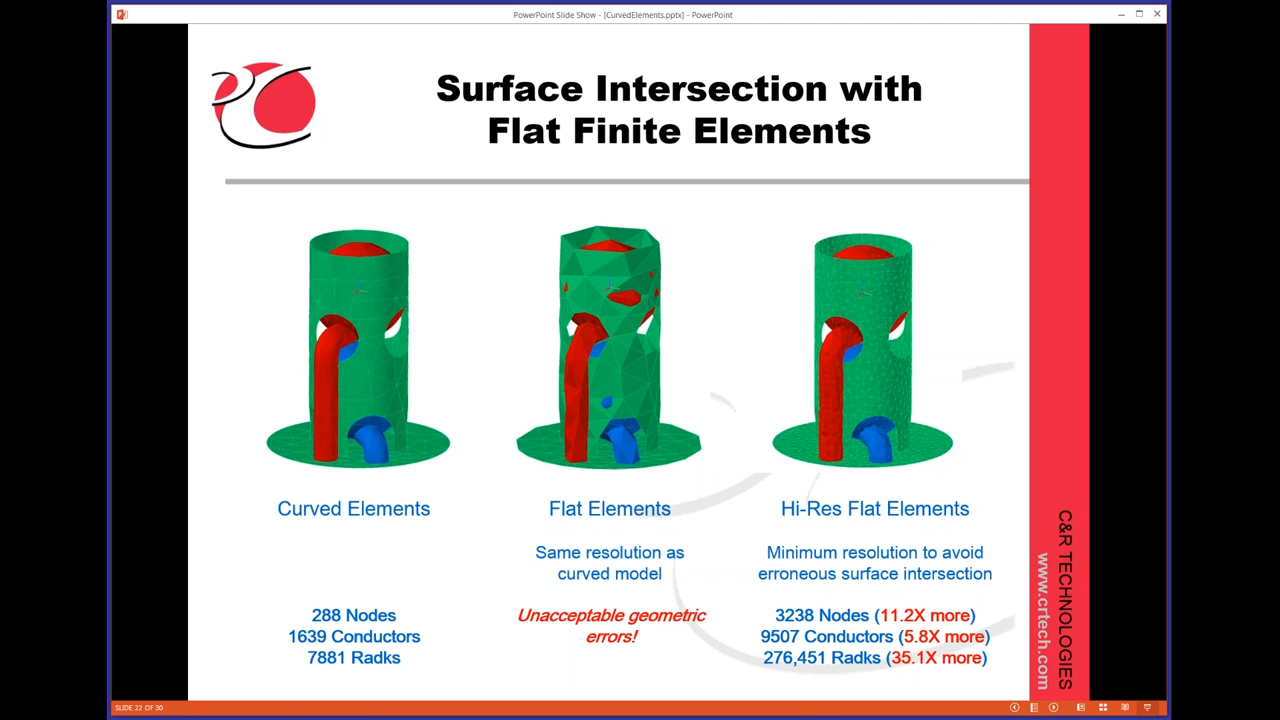 PowerPoint Slide Show - [CurvedElements.pptx] - PowerPoint
Surface Intersection with
Flat Finite Elements
Curved Elements
288 Nodes
1639 Conductors
7881 Radks
Flat Elements
Same resolution as
curved model
Unacceptable geometric
errors!
Hi-Res Flat Elements
Minimum resolution to avoid
erroneous surface intersection
3238 Nodes (11.2X more)
9507 Conductors (5.8X more)
276,451 Radks (35.1X more)
C&R TECHNOLOGIES
www.crtech.com
SLIDE 22 OF 30